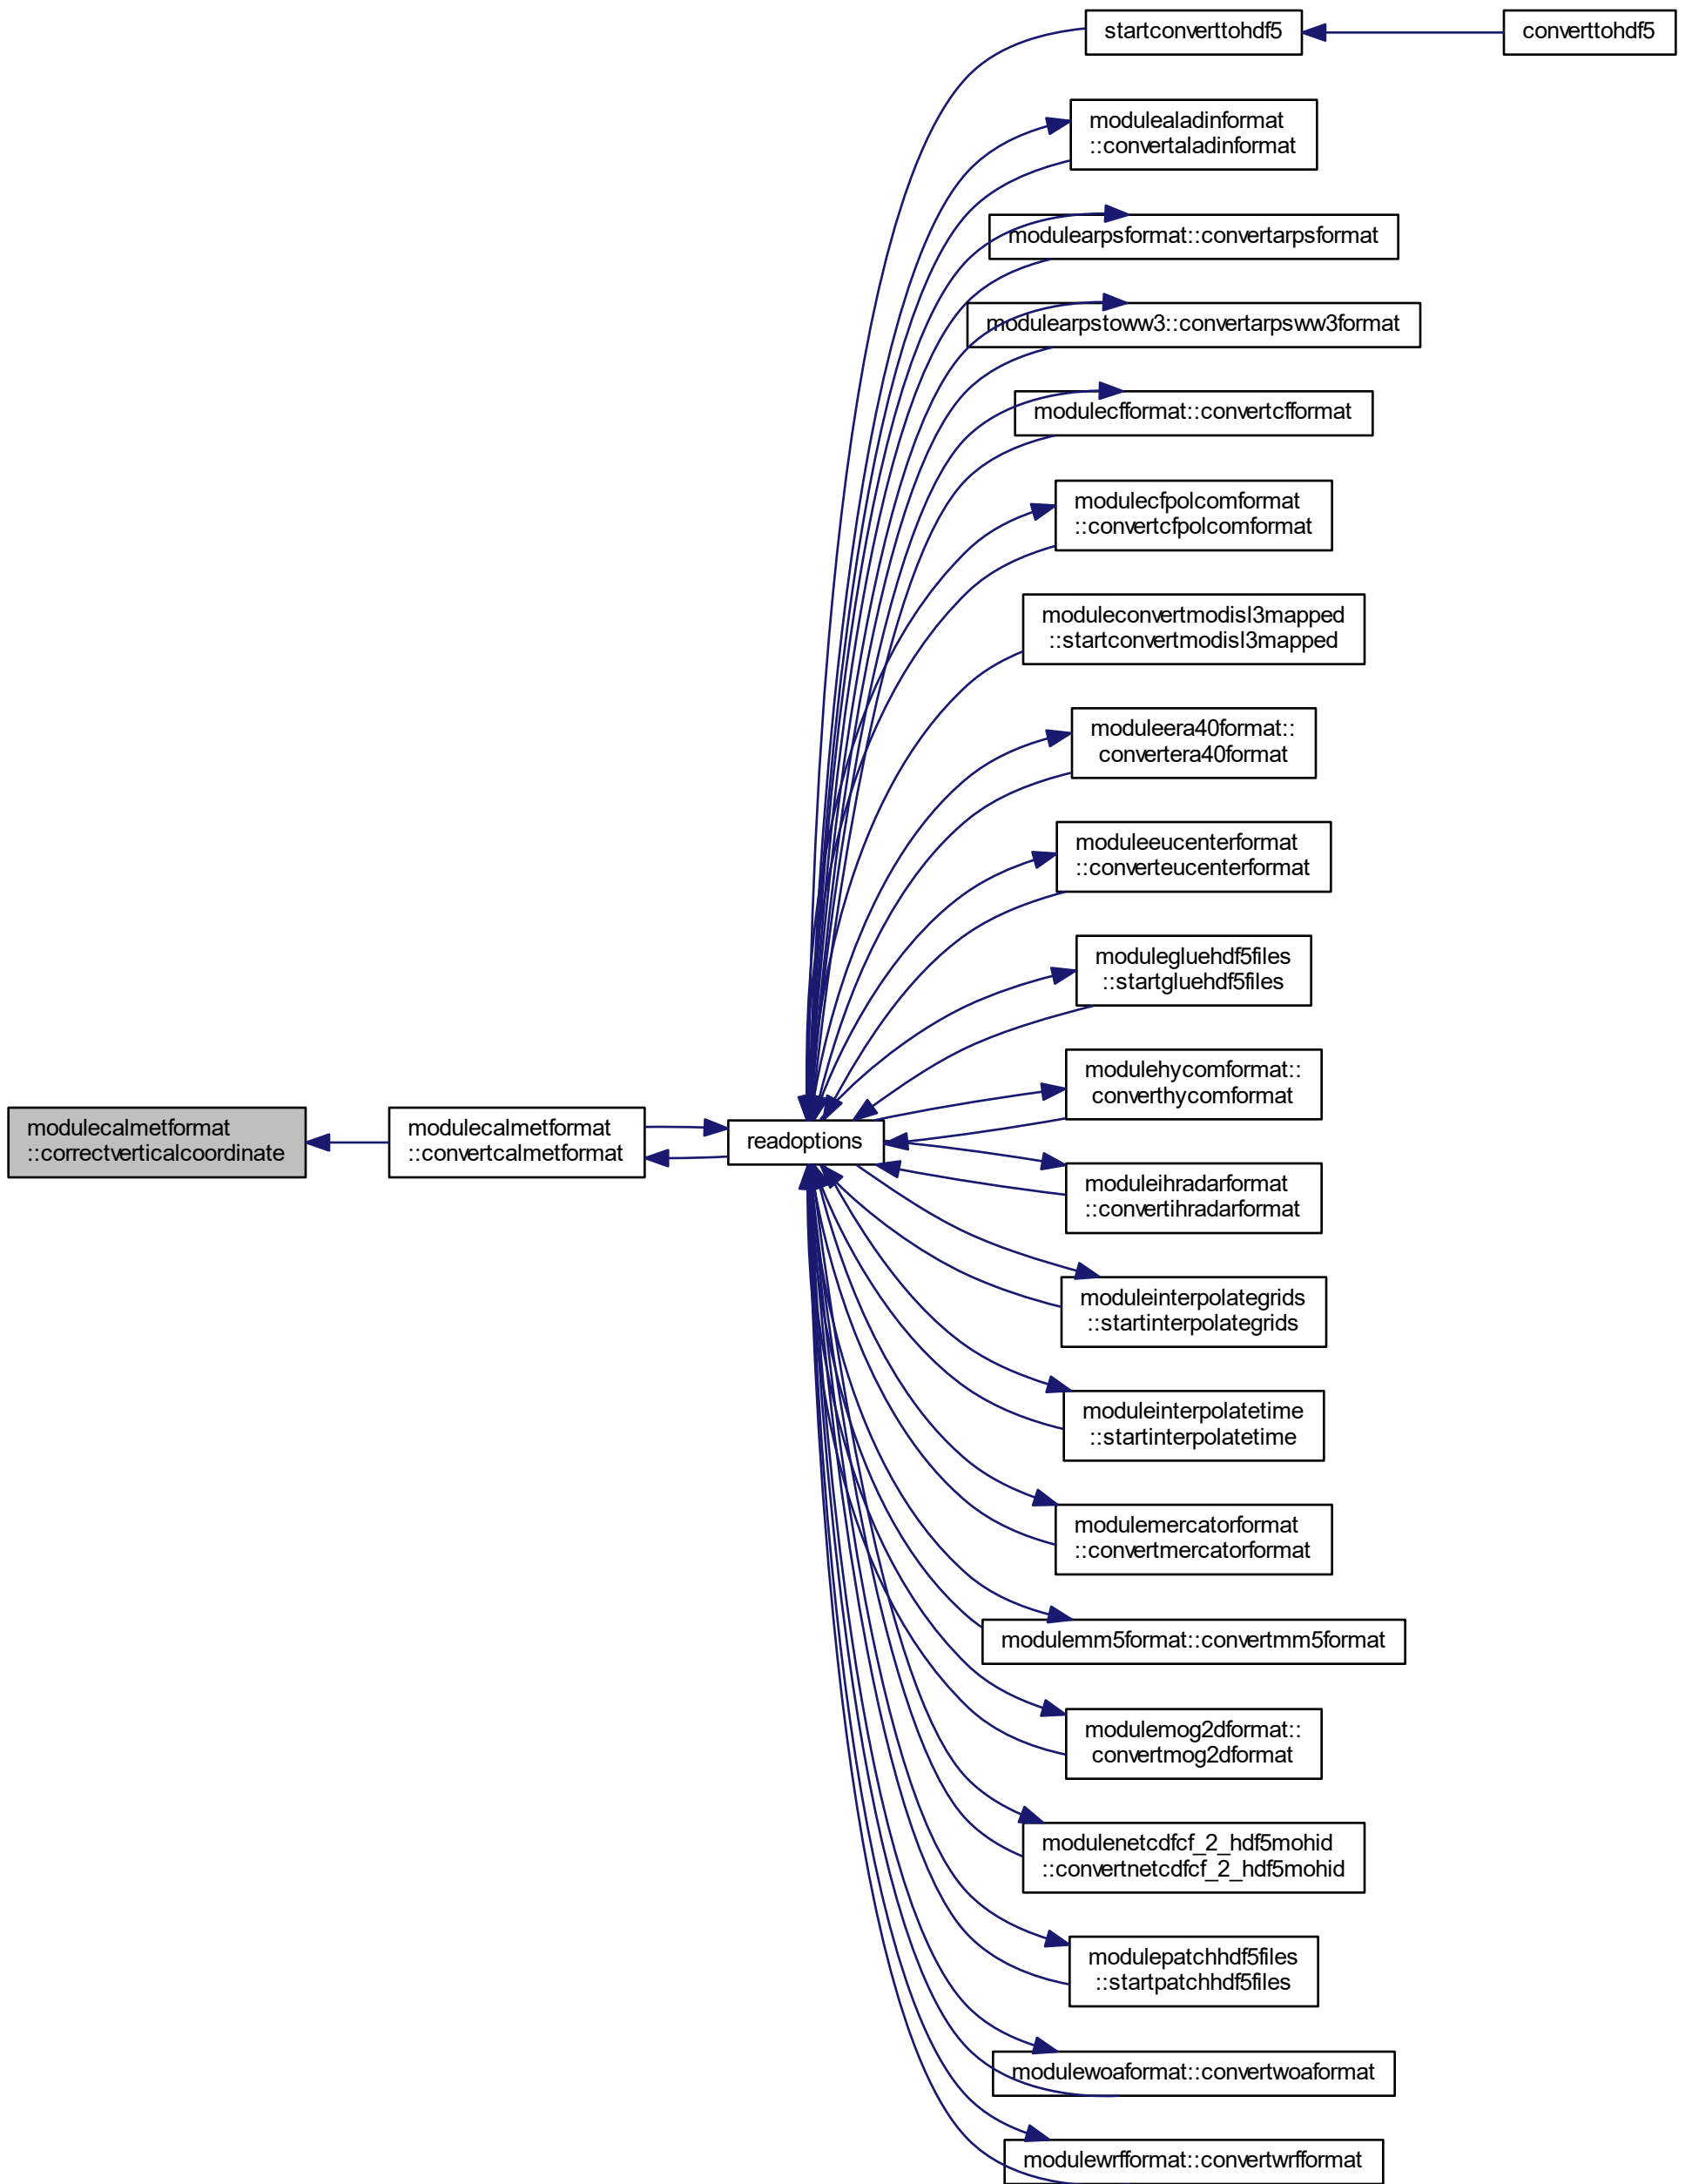 startconverttohdf5
converttohdf5
modulealadinformat
::convertaladinformat
modulearpsformat::convertarpsformat
modulearpstoww3::convertarpsww3format
modulecfformat::convertcfformat
modulecfpolcomformat
::convertcfpolcomformat
moduleconvertmodisl3mapped
::startconvertmodisl3mapped
moduleera40format::
convertera40format
moduleeucenterformat
::converteucenterformat
modulegluehdf5files
::startgluehdf5files
modulehycomformat::
converthycomformat
modulecalmetformat
::correctverticalcoordinate
modulecalmetformat
::convertcalmetformat
readoptions
moduleihradarformat
::convertihradarformat
moduleinterpolategrids
::startinterpolategrids
moduleinterpolatetime
::startinterpolatetime
modulemercatorformat
::convertmercatorformat
modulemm5format::convertmm5format
modulemog2dformat::
convertmog2dformat
modulenetcdfcf_2_hdf5mohid
::convertnetcdfcf_2_hdf5mohid
modulepatchhdf5files
::startpatchhdf5files
modulewoaformat::convertwoaformat
modulewrfformat::convertwrfformat